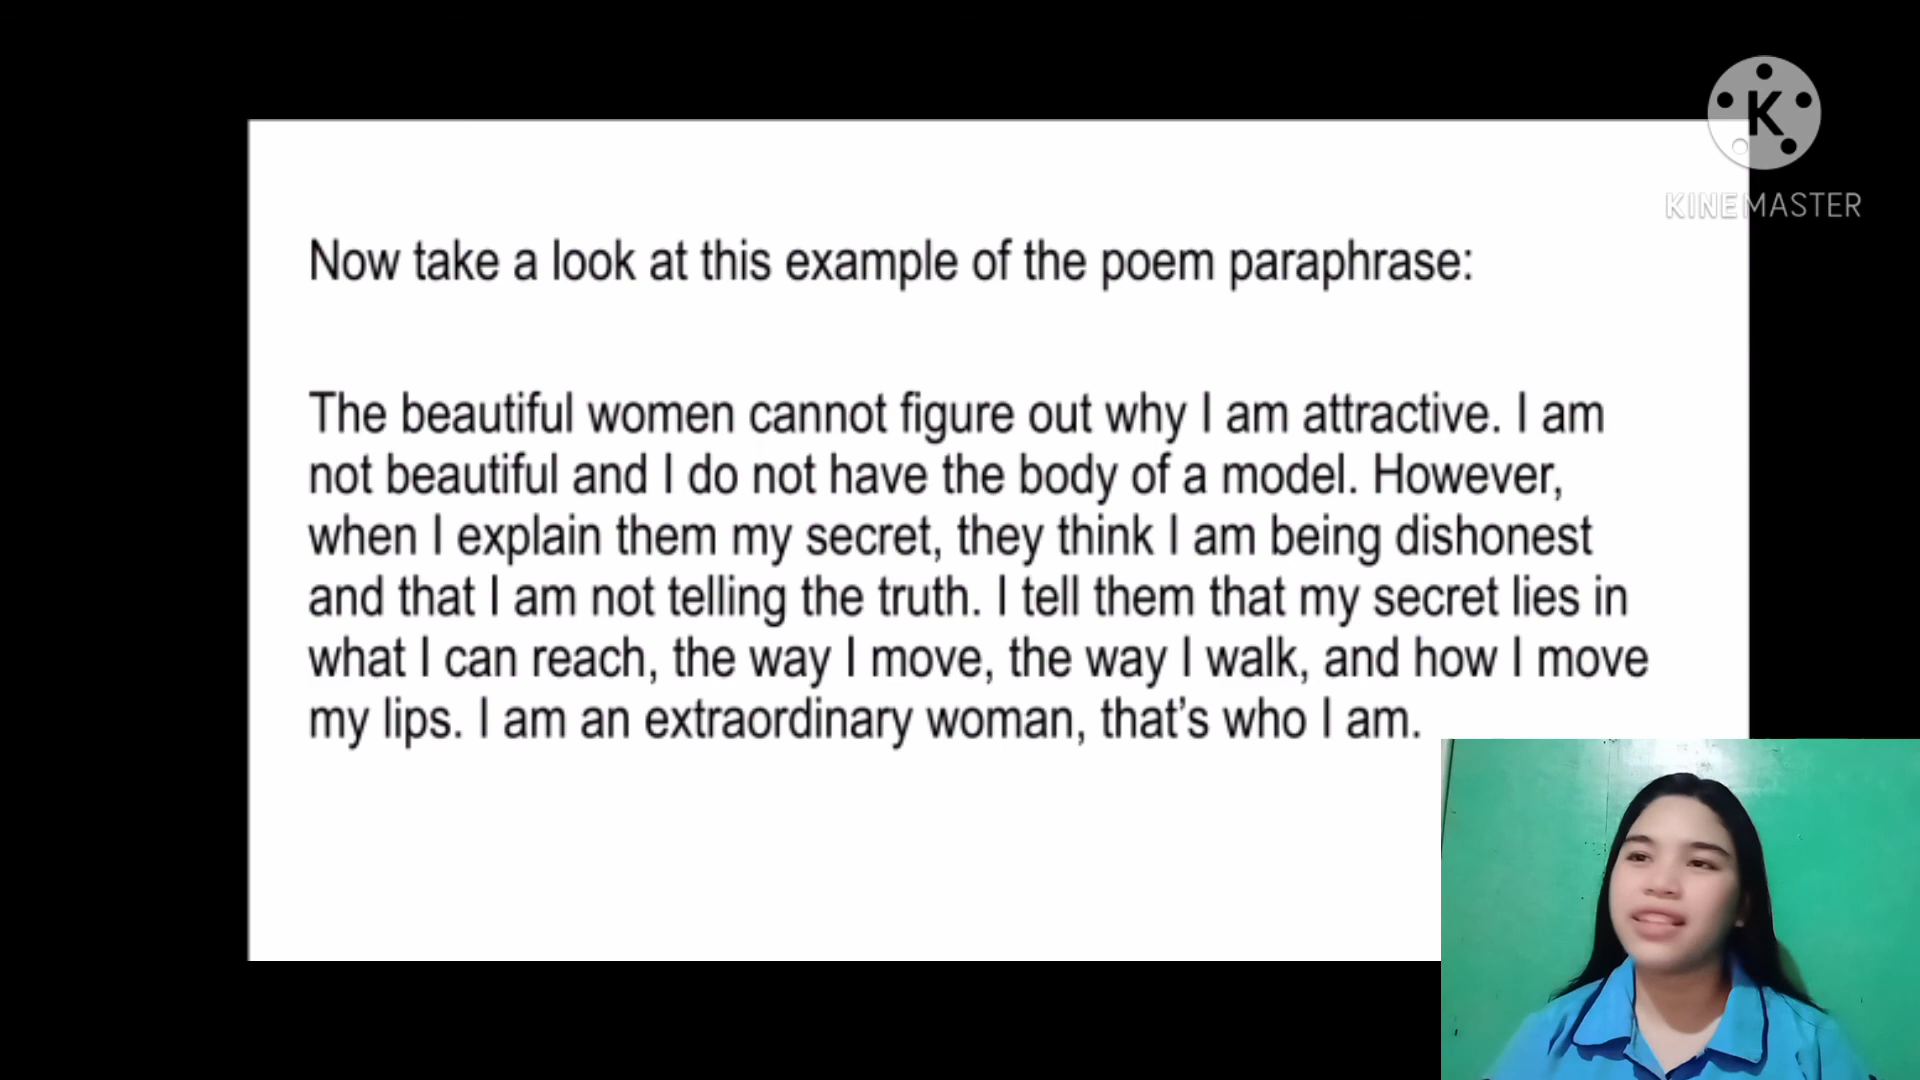 K
KINEMASTER
Now take a look at this example of the poem paraphrase:
The beautiful women cannot figure out why I am attractive. I am
not beautiful and I do not have the body of a model. However,
when I explain them my secret, they think I am being dishonest
and that I am not telling the truth. I tell them that my secret lies in
what I can reach, the way I move, the way I walk, and how I move
my lips. I am an extraordinary woman, that’s who I am.